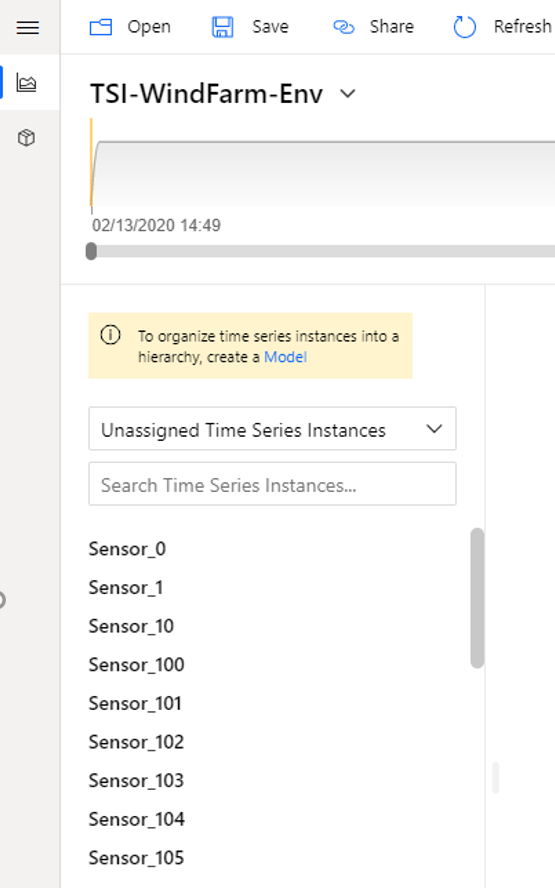 Open Save Share Refresh
TSI-WindFarm-Env
02/13/2020 14:49
To organize time series instances into a
hierarchy, create a Model
Unassigned Time Series Instances
Search Time Series Instances...
Sensor_0
Sensor_1
Sensor_10
Sensor_100
Sensor_101
Sensor_102
Sensor_103
Sensor_104
Sensor_105